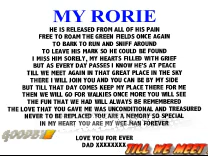 MY RORIE
HE IS RELEASED FROM ALL OF HIS PAIN
FREE TO ROAM THE GREEN FIELDS ONCE AGAIN
TO BARK TO RUN AND SNIFF AROUND
TO LEAVE HIS MARK SO HE COULD BE FOUND
I MISS HIM SORELY, MY HEARTES FILLED WITH GRIEF
BUT AS EVERY DAY PASSES I KNOW HE'S AT PEACE
TILL WE MEET AGAIN IN THAT GREAT PLACE IN THE SKY
THERE I WILL JOIN YOU AND YOU CAN BE BY MY SIDE
BUT TILL THAT DAY COMES KEEP MY PLACE THERE FOR ME
THEN WE WILL GO FOR WALKIES ONCE MORE YOU WILL SEE
THE FUN THAT WE HAD WILL ALWAYS BE REMEMBERED
THE LOVE THAT YOU GAVE ME WAS UNCONDITIONAL AND TREASURED
NEVER TO BE REPLACED YOU ARE A MEMORY SO SPECIAL
IN MY HEART YOU ARE MY WEE MAN FOREVER
LOVE YOU FOR EVER
DAD XXXXXXXX
TILL WE MEET